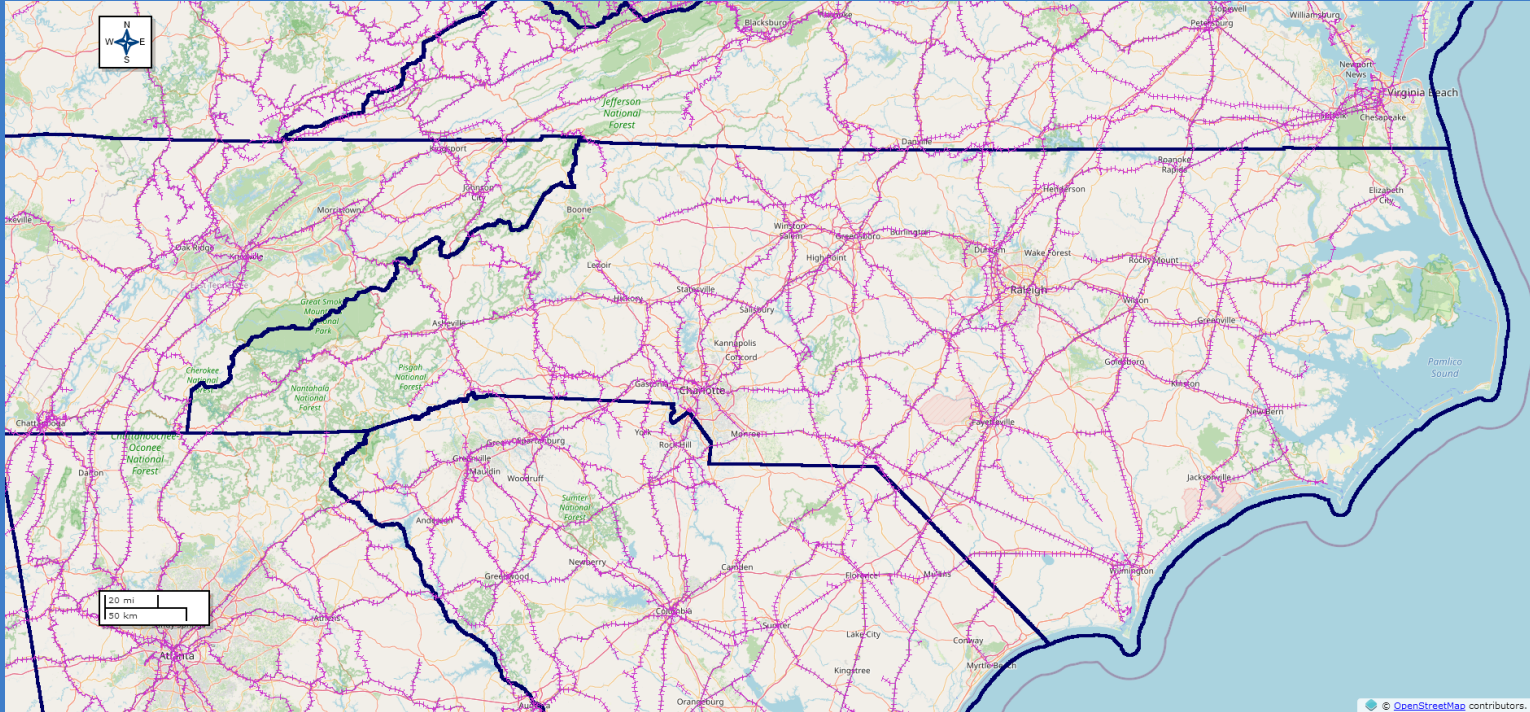 N
W E
S
Blacksburg
Hopewell
Petersburg
Williamsburg
Newport
News
Virginia Beach
Chesapeake
Jefferson
National
Forest
Kingsport
Danville
Roanoke
Rapids
Johnson
City
Henderson
Elizabeth
City
Morristown
Boone
Winston
Salem
Greensboro
Burlington
Oak Ridge
Knoxville
Durham
Wake Forest
High Point
Rocky Mount
Lenoir
Raleigh
Statesville
Hickory
Wilson
Great Smoky
Mountains
National
Park
Salisbury
Asheville
Greenville
Kannapolis
Concord
Goldsboro
Pamlico
Sound
Cherokee
National
Forest
Pisgah
National
Forest
Nantahala
National
Forest
Gastonia
Charlotte
Kinston
New Bern
Chattanooga
Fayetteville
Chattahoochee-
Oconee
National
Forest
York
Rock Hill
Monroe
Greenville
Spartanburg
Dalton
Mauldin
Woodruff
Jacksonville
Sumter
National
Forest
Anderson
Newberry
Camden
Greenwood
Florence
Mullins
Wilmington
20 mi
50 km
Athens
Columbia
Sumter
Lake City
Conway
Atlanta
Myrtle Beach
Kingstree
Orangeburg
Augusta
© OpenStreetMap contributors.